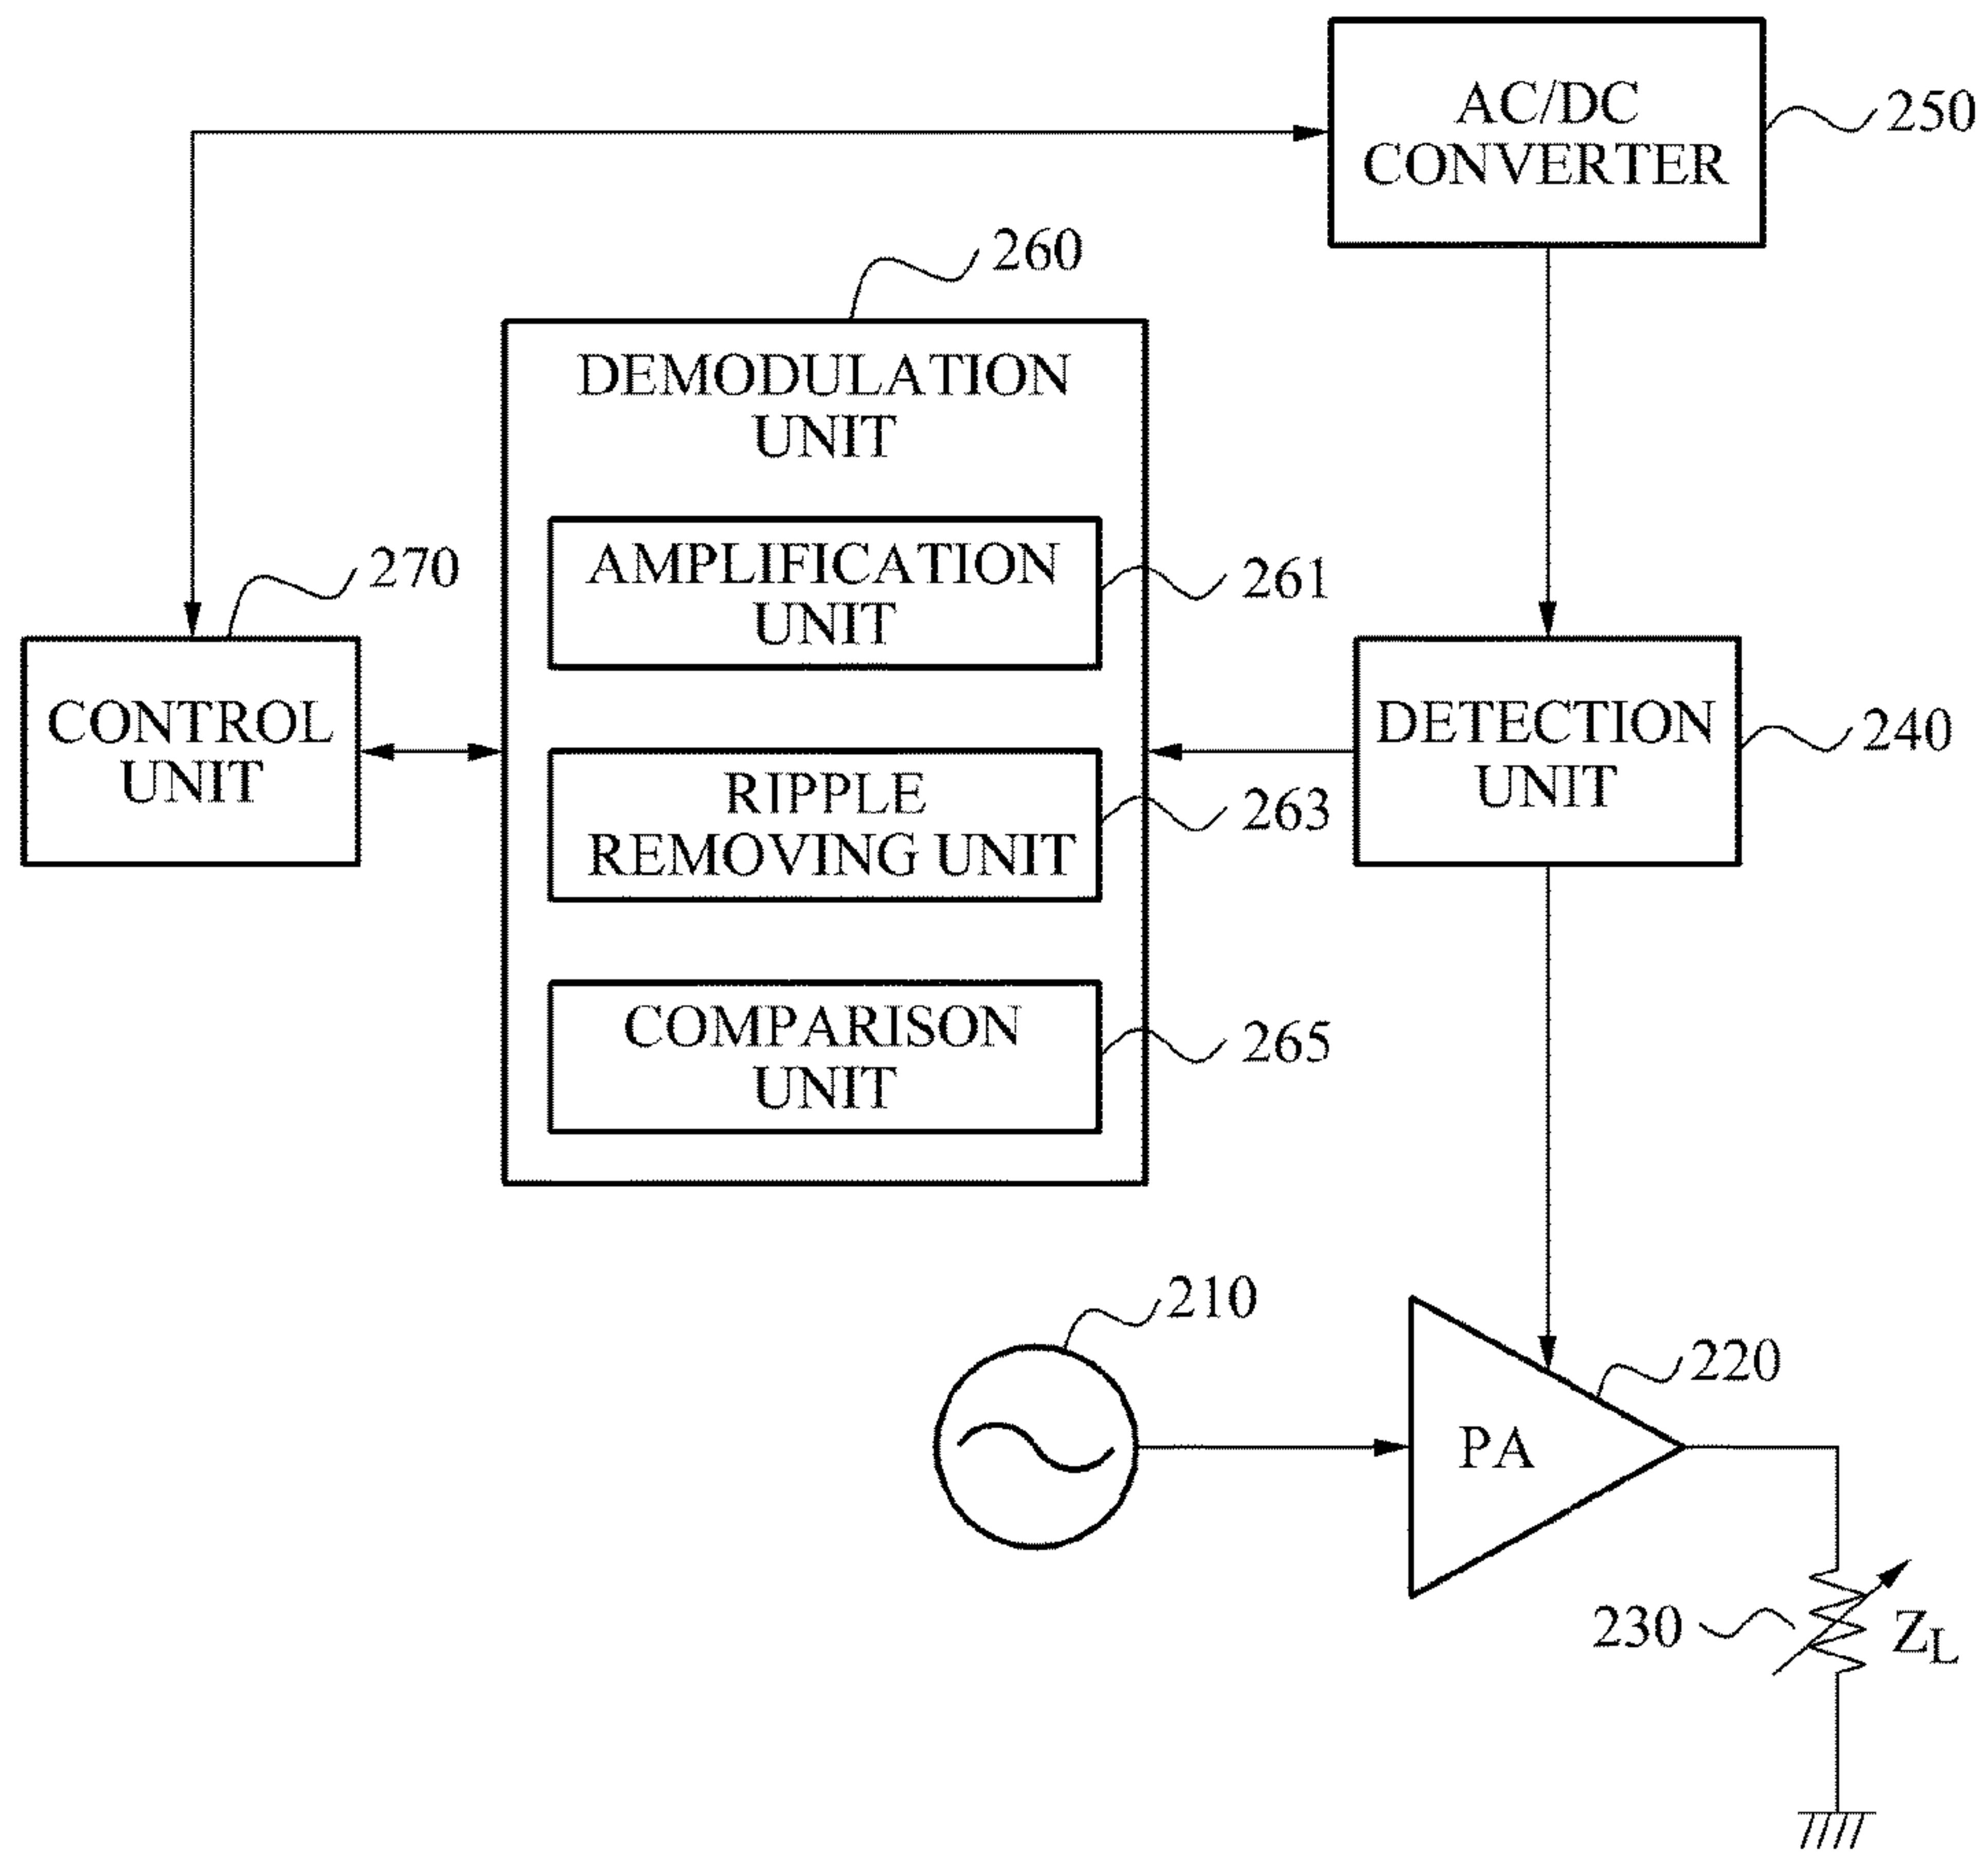 AC/DC
CONVERTER
250
260
DEMODULATION
UNIT
270
AMPLIFICATION
UNIT
261
CONTROL
UNIT
RIPPLE
REMOVING UNIT
263
DETECTION
UNIT
240
COMPARISON
UNIT
265
210
220
PA
230
ZL